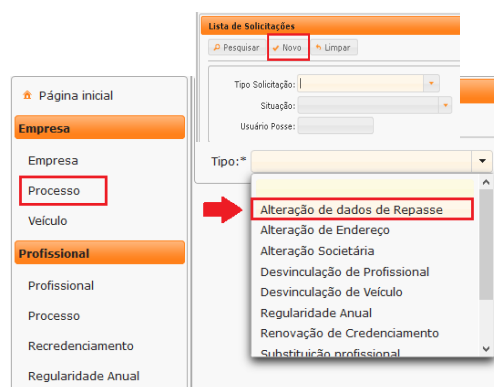 Lista de Solicitações
Pesquisar Novo Limpar
Tipo Solicitação:
Situação:
Usuário Posse:
Página inicial
Empresa
Empresa
Processo
Veículo
Profissional
Profissional
Processo
Recredenciamento
Regularidade Anual
Tipo:*
Alteração de dados de Repasse
Alteração de Endereço
Alteração Societária
Desvinculação de Profissional
Desvinculação de Veículo
Regularidade Anual
Renovação de Credenciamento
Substituição profissional